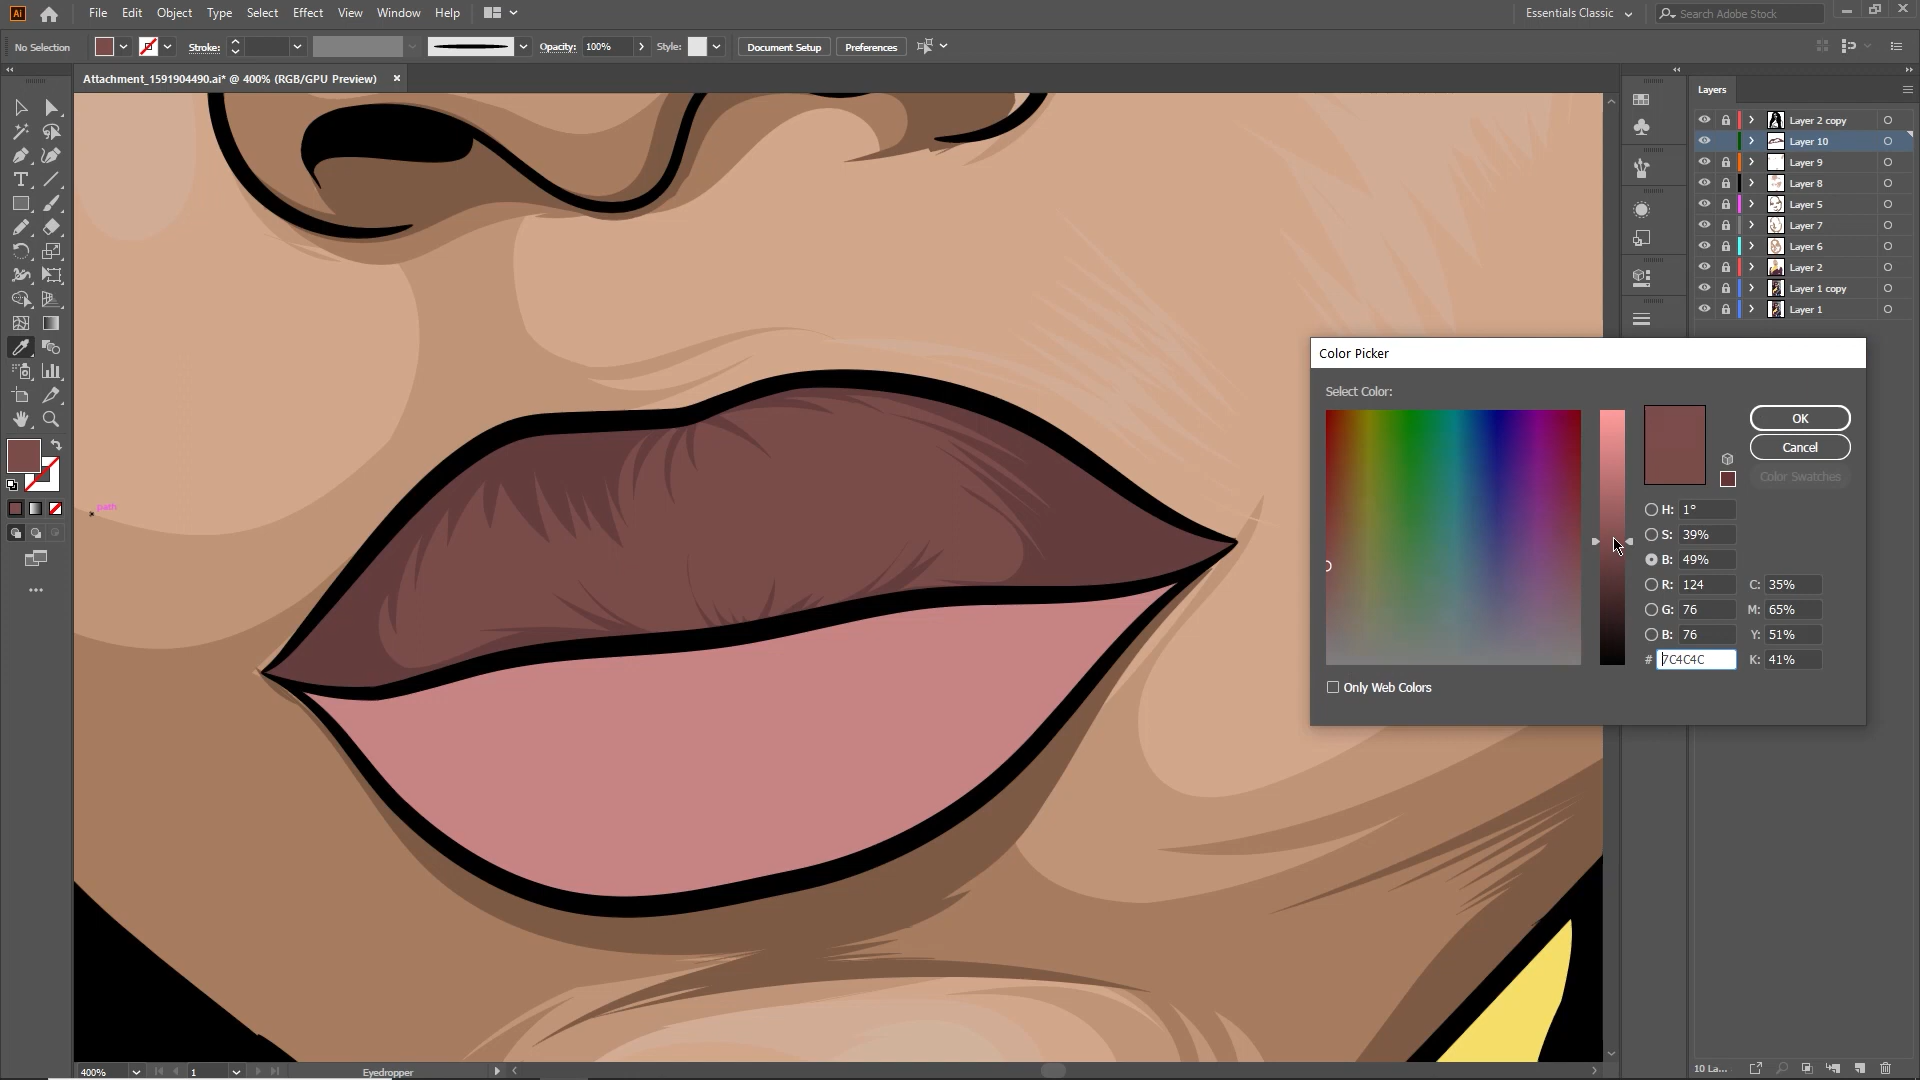 Ai File Edit Object Type Select Effect View Window Help Essentials Classic Search Adobe Stock
No Selection Stroke: Opacity: 100% Style: Document Setup Preferences
Attachment_1591904490.ai* @ 400% (RGB/GPU Preview) ×
Layers
Layer 2 copy
Layer 10
Layer 9
Layer 8
Layer 5
Layer 7
Layer 6
Layer 2
Layer 1 copy
Layer 1
Color Picker
Select Color:
OK
Cancel
Color Swatches
H: 1°
S: 39%
B: 49%
R: 124 C: 35%
G: 76 M: 65%
B: 76 Y: 51%
# 7C4C4C K: 41%
Only Web Colors
path
400% 1 Eyedropper 10 La...